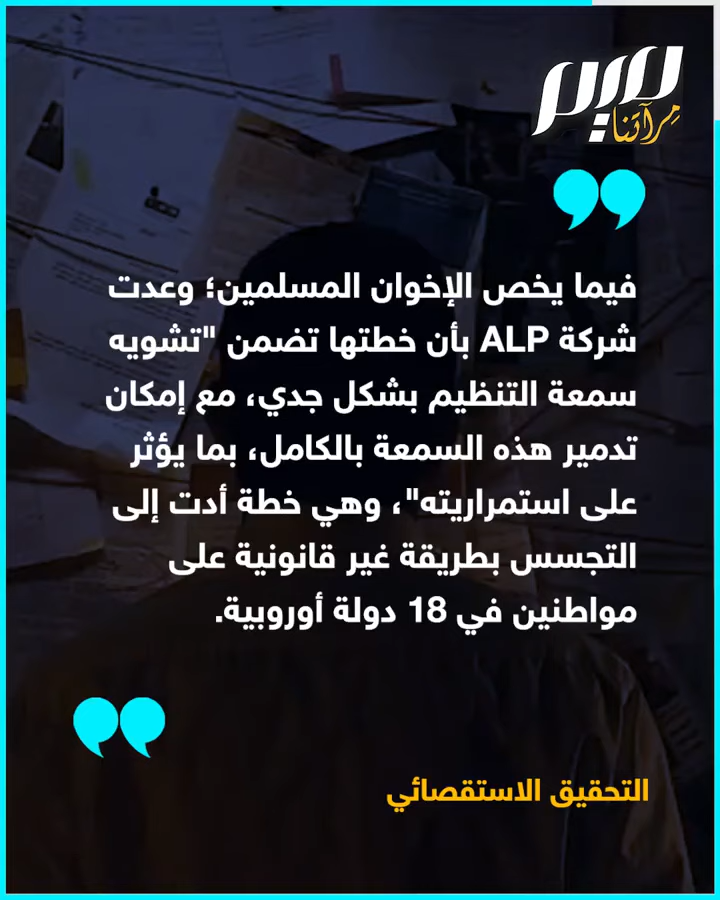 ميم
مِرآتنا
فيما يخص الإخوان المسلمين؛ وعدت
شركة ALP بأن خطتها تضمن "تشويه
سمعة التنظيم بشكل جدي، مع إمكان
تدمير هذه السمعة بالكامل، بما يؤثر
على استمراريته"، وهي خطة أدت إلى
التجسس بطريقة غير قانونية على
مواطنين في 18 دولة أوروبية.
التحقيق الاستقصائي